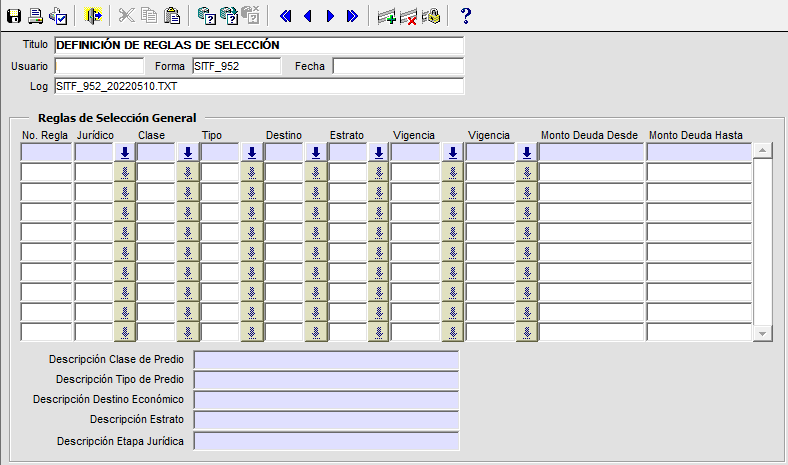 Titulo DEFINICIÓN DE REGLAS DE SELECCIÓN
Usuario Forma SITF_952 Fecha
Log SITF_952_20220510.TXT
Reglas de Selección General
No. Regla Jurídico Clase Tipo Destino Estrato Vigencia Vigencia Monto Deuda Desde Monto Deuda Hasta
Descripción Clase de Predio
Descripción Tipo de Predio
Descripción Destino Económico
Descripción Estrato
Descripción Etapa Jurídica